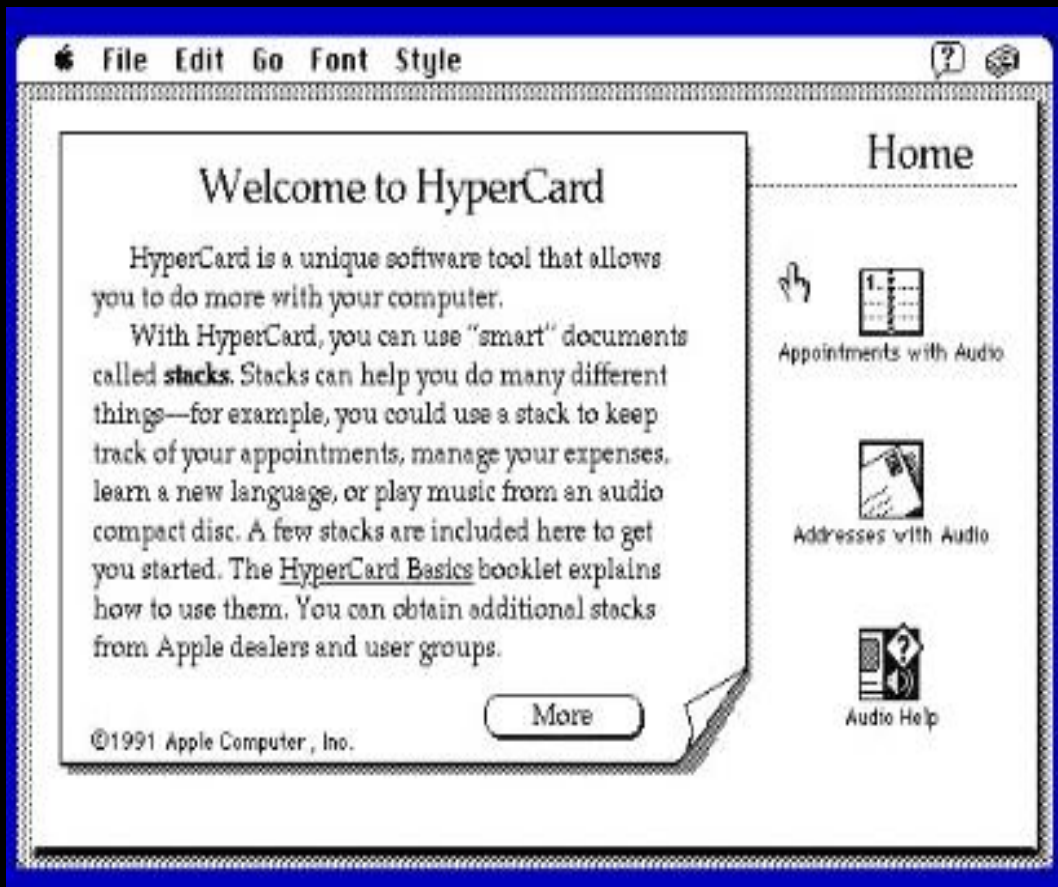 File Edit Go Font Style ?
Home
Welcome to HyperCard
HyperCard is a unique software tool that allows
you to do more with your computer.
With HyperCard, you can use “smart” documents
called stacks. Stacks can help you do many different
things—for example, you could use a stack to keep
track of your appointments, manage your expenses,
learn a new language, or play music from an audio
compact disc. A few stacks are included here to get
you started. The HyperCard Basics booklet explains
how to use them. You can obtain additional stacks
from Apple dealers and user groups.
More
©1991 Apple Computer, Inc.
1.
Appointments with Audio
Addresses with Audio
?
Audio Help